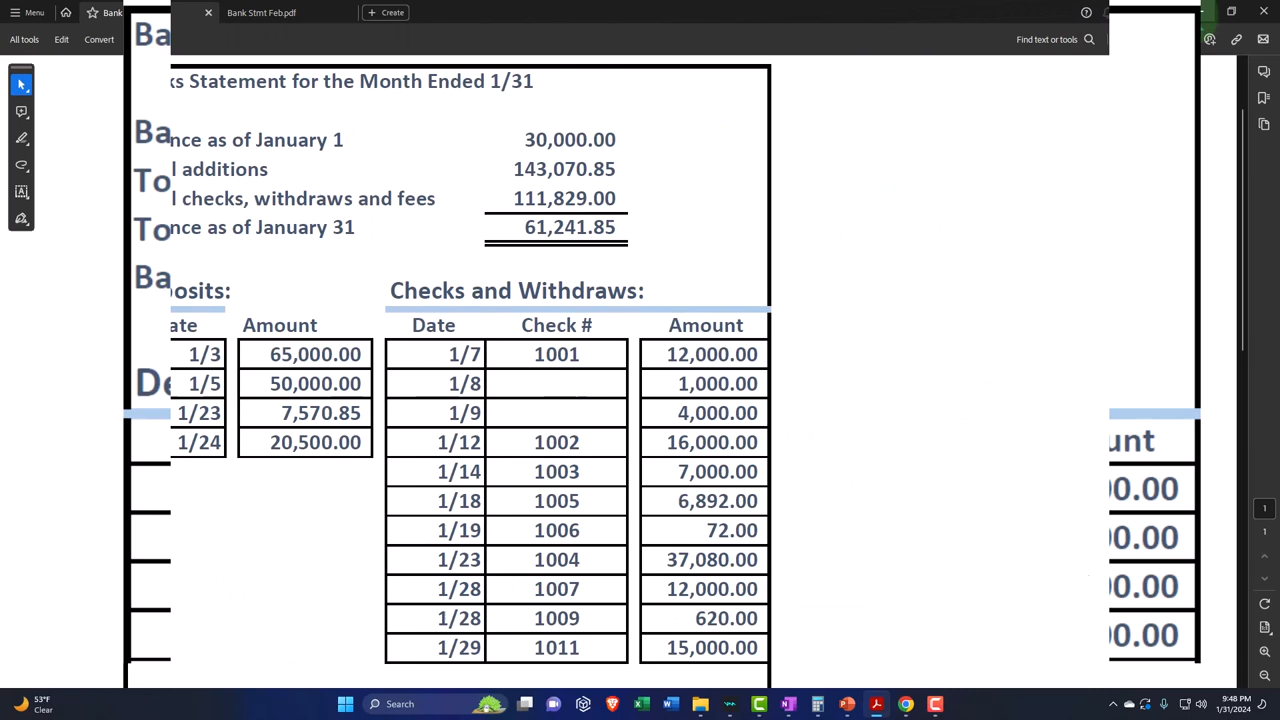 Menu
Bank
Bank Stmt Feb.pdf
+ Create
All tools
Edit
Convert
Find text or tools
Ba
ks Statement for the Month Ended 1/31
Ba
nce as of January 1 30,000.00
To
l additions 143,070.85
l checks, withdraws and fees 111,829.00
To
nce as of January 31 61,241.85
Ba
osits: Checks and Withdraws:
ate Amount Date Check # Amount
1/3 65,000.00 1/7 1001 12,000.00
De
1/5 50,000.00 1/8 1,000.00
1/23 7,570.85 1/9 4,000.00
1/24 20,500.00 1/12 1002 16,000.00
unt
1/14 1003 7,000.00
00.00
1/18 1005 6,892.00
1/19 1006 72.00
00.00
1/23 1004 37,080.00
1/28 1007 12,000.00
00.00
1/28 1009 620.00
00.00
1/29 1011 15,000.00
1
1
53°F
Clear
Search
9:48 PM
1/31/2024